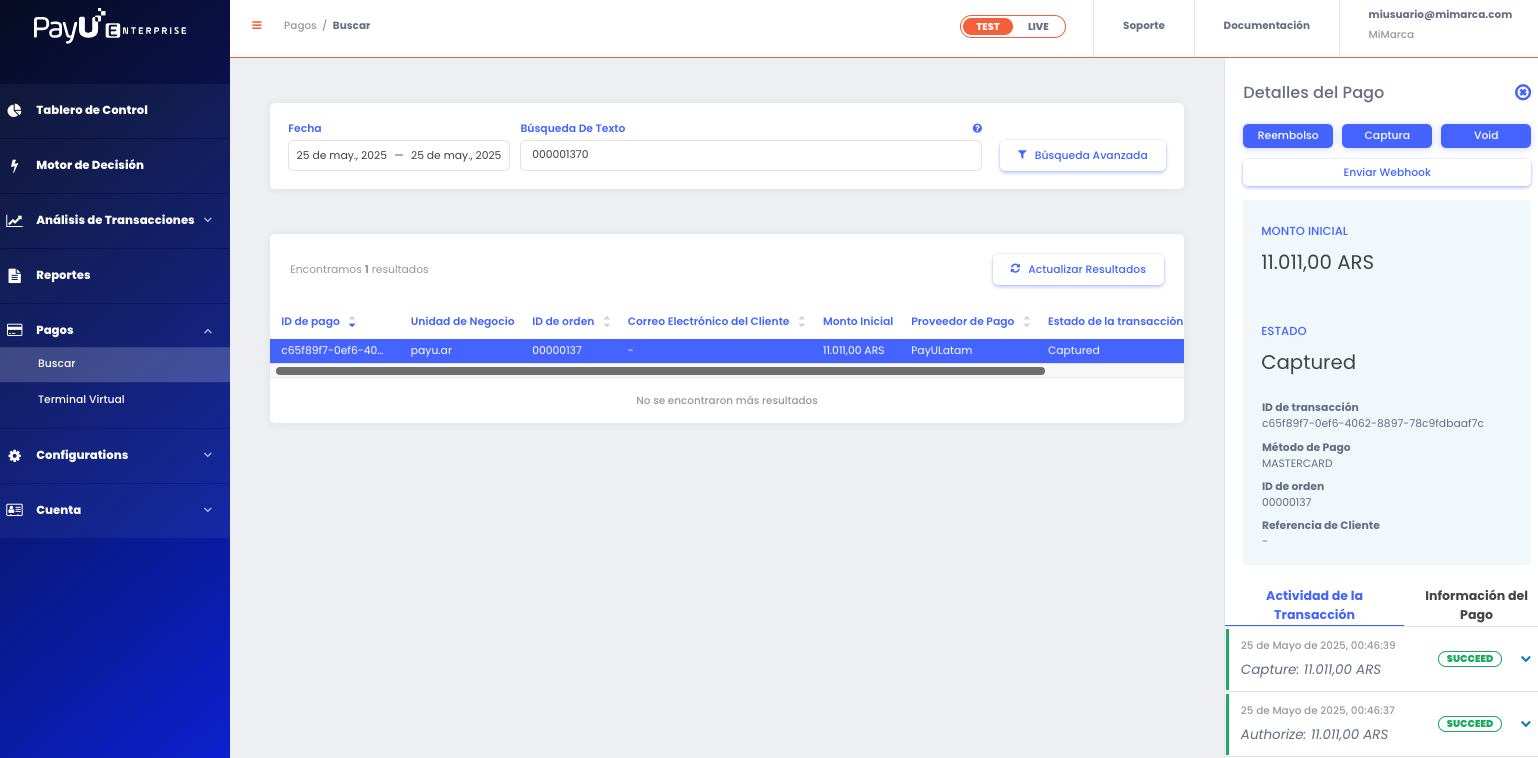 PayU ENTERPRISE
Tablero de Control
Motor de Decisión
Análisis de Transacciones
Reportes
Pagos
Buscar
Terminal Virtual
Configurations
Cuenta
Pagos / Buscar
TEST LIVE
Soporte
Documentación
miusuario@mimarca.com
MiMarca
Fecha
25 de may., 2025 — 25 de may., 2025
Búsqueda De Texto
000001370
Búsqueda Avanzada
Encontramos 1 resultados
Actualizar Resultados
ID de pago Unidad de Negocio ID de orden Correo Electrónico del Cliente Monto Inicial Proveedor de Pago Estado de la transacción
c65f89f7-0ef6-40... payu.ar 00000137 - 11.011,00 ARS PayULatam Captured
No se encontraron más resultados
Detalles del Pago
Reembolso Captura Void
Enviar Webhook
MONTO INICIAL
11.011,00 ARS
ESTADO
Captured
ID de transacción
c65f89f7-0ef6-4062-8897-78c9fdbaaf7c
Método de Pago
MASTERCARD
ID de orden
00000137
Referencia de Cliente
-
Actividad de la
Transacción
Información del
Pago
25 de Mayo de 2025, 00:46:39
Capture: 11.011,00 ARS
SUCCEED
25 de Mayo de 2025, 00:46:37
Authorize: 11.011,00 ARS
SUCCEED